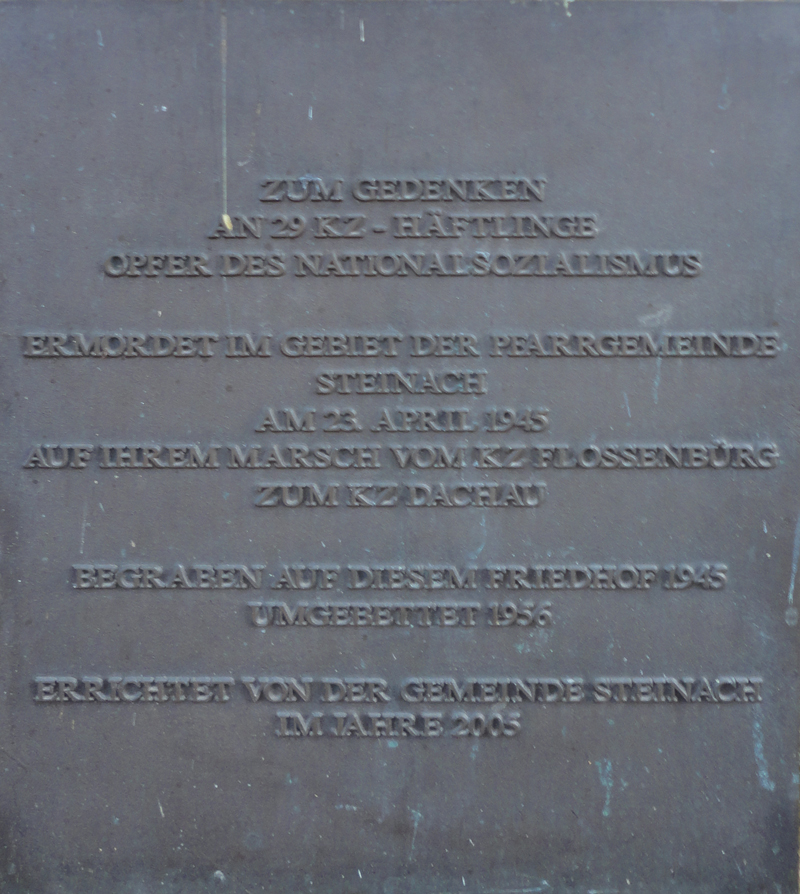 ZUM GEDENKEN
AN 29 KZ - HÄFTLINGE
OPFER DES NATIONALSOZIALISMUS
ERMORDET IM GEBIET DER PFARRGEMEINDE
STEINACH
AM 23. APRIL 1945
AUF IHREM MARSCH VOM KZ FLOSSENBÜRG
ZUM KZ DACHAU
BEGRABEN AUF DIESEM FRIEDHOF 1945
UMGEBETTET 1956
ERRICHTET VON DER GEMEINDE STEINACH
IM JAHRE 2005